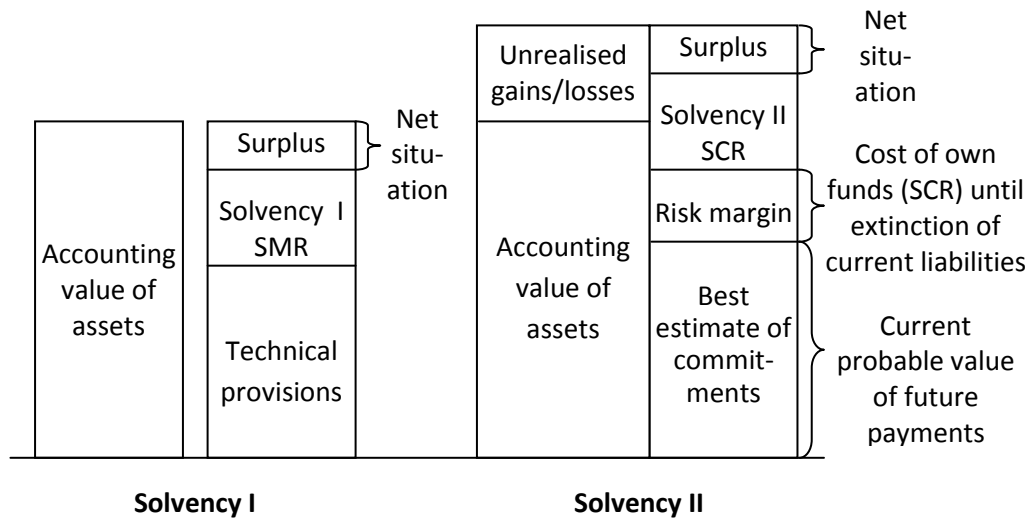 Surplus
Net
situ-
ation
Solvency I
SMR
Accounting
value of
assets
Technical
provisions
Solvency I
Unrealised
gains/losses
Surplus
Net
situ-
ation
Solvency II
SCR
Risk margin
Cost of own
funds (SCR) until
extinction of
current liabilities
Accounting
value of
assets
Best
estimate of
commit-
ments
Current
probable value
of future
payments
Solvency II